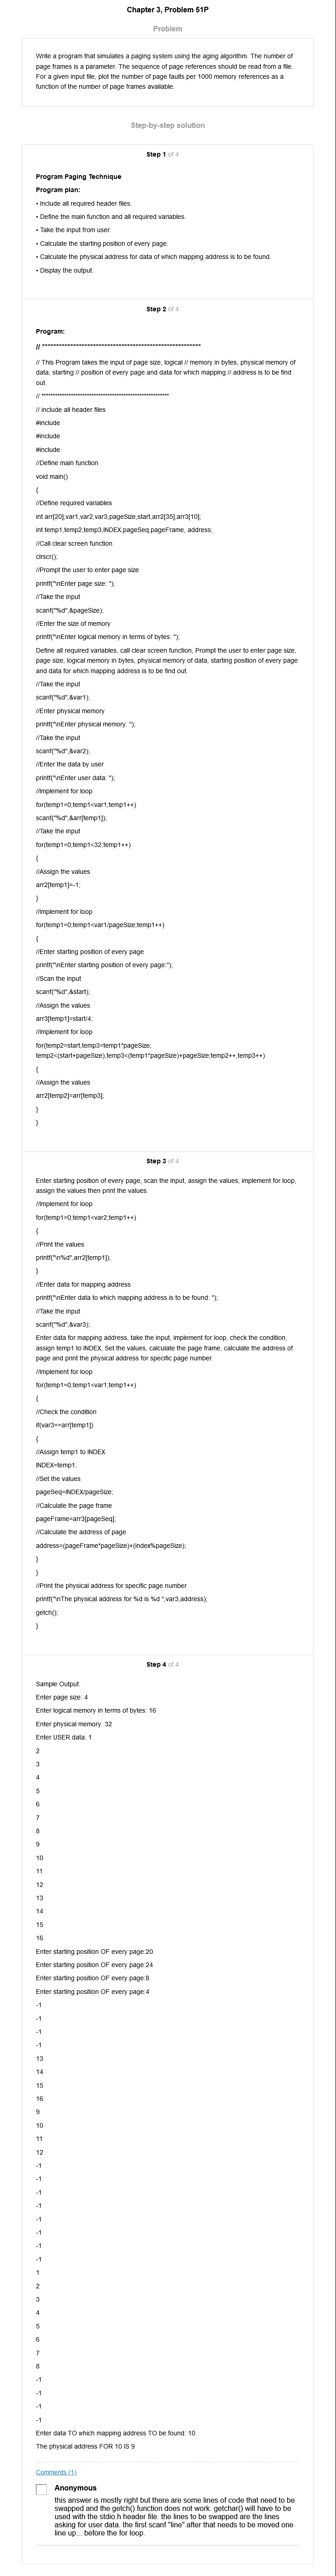 Chapter 3, Problem 51P
Problem
Write a program that simulates a paging system using the aging algorithm. The number of
page frames is a parameter. The sequence of page references should be read from a file.
For a given input file, plot the number of page faults per 1000 memory references as a
function of the number of page frames available.
Step-by-step solution
Step 1 of 4
Program Paging Technique
Program plan:
• Include all required header files.
• Define the main function and all required variables.
• Take the input from user.
• Calculate the starting position of every page.
• Calculate the physical address for data of which mapping address is to be found.
• Display the output.
Step 2 of 4
Program:
// *********************************************************
// This Program takes the input of page size, logical // memory in bytes, physical memory of
data, starting // position of every page and data for which mapping // address is to be find
out.
// *********************************************************
// include all header files
#include
#include
#include
//Define main function
void main()
{
//Define required variables
int arr[20],var1,var2,var3,pageSize,start,arr2[35],arr3[10];
int temp1,temp2,temp3,INDEX,pageSeq,pageFrame, address;
//Call clear screen function
clrscr();
//Prompt the user to enter page size
printf("\nEnter page size: ");
//Take the input
scanf("%d",&pageSize);
//Enter the size of memory
printf("\nEnter logical memory in terms of bytes: ");
Define all required variables, call clear screen function, Prompt the user to enter page size,
page size, logical memory in bytes, physical memory of data, starting position of every page
and data for which mapping address is to be find out.
//Take the input
scanf("%d",&var1);
//Enter physical memory
printf("\nEnter physical memory: ");
//Take the input
scanf("%d",&var2);
//Enter the data by user
printf("\nEnter user data: ");
//Implement for loop
for(temp1=0;temp1<var1;temp1++)
scanf("%d",&arr[temp1]);
//Take the input
for(temp1=0;temp1<32;temp1++)
{
//Assign the values
arr2[temp1]=-1;
}
//Implement for loop
for(temp1=0;temp1<var1/pageSize;temp1++)
{
//Enter starting position of every page
printf("\nEnter starting position of every page:");
//Scan the input
scanf("%d",&start);
//Assign the values
arr3[temp1]=start/4;
//Implement for loop
for(temp2=start,temp3=temp1*pageSize;
temp2<(start+pageSize),temp3<(temp1*pageSize)+pageSize;temp2++,temp3++)
{
//Assign the values
arr2[temp2]=arr[temp3];
}
}
Step 3 of 4
Enter starting position of every page, scan the input, assign the values, implement for loop,
assign the values then print the values.
//Implement for loop
for(temp1=0;temp1<var2;temp1++)
{
//Print the values
printf("\n%d",arr2[temp1]);
}
//Enter data for mapping address
printf("\nEnter data to which mapping address is to be found: ");
//Take the input
scanf("%d",&var3);
Enter data for mapping address, take the input, implement for loop, check the condition,
assign temp1 to INDEX, Set the values, calculate the page frame, calculate the address of
page and print the physical address for specific page number.
//Implement for loop
for(temp1=0;temp1<var1;temp1++)
{
//Check the condition
if(var3==arr[temp1])
{
//Assign temp1 to INDEX
INDEX=temp1;
//Set the values
pageSeq=INDEX/pageSize;
//Calculate the page frame
pageFrame=arr3[pageSeq];
//Calculate the address of page
address=(pageFrame*pageSize)+(index%pageSize);
}
}
//Print the physical address for specific page number
printf("\nThe physical address for %d is %d ",var3,address);
getch();
}
Step 4 of 4
Sample Output:
Enter page size: 4
Enter logical memory in terms of bytes: 16
Enter physical memory: 32
Enter USER data: 1
2
3
4
5
6
7
8
9
10
11
12
13
14
15
16
Enter starting position OF every page:20
Enter starting position OF every page:24
Enter starting position OF every page:8
Enter starting position OF every page:4
-1
-1
-1
-1
13
14
15
16
9
10
11
12
-1
-1
-1
-1
-1
-1
-1
-1
1
2
3
4
5
6
7
8
-1
-1
-1
-1
Enter data TO which mapping address TO be found: 10
The physical address FOR 10 IS 9
Comments (1)
Anonymous
this answer is mostly right but there are some lines of code that need to be
swapped and the getch() function does not work. getchar() will have to be
used with the stdio.h header file. the lines to be swapped are the lines
asking for user data. the first scanf "line" after that needs to be moved one
line up... before the for loop.